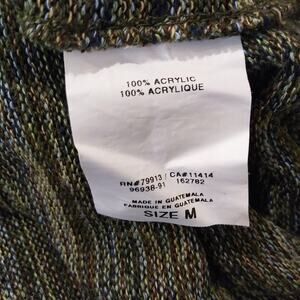 100% ACRYLIC
100% ACRYLIQUE
RN#79913 / CA#11414
96938-91 162782
MADE IN GUATEMALA
FABRIQUE EN GUATEMALA
SIZE M